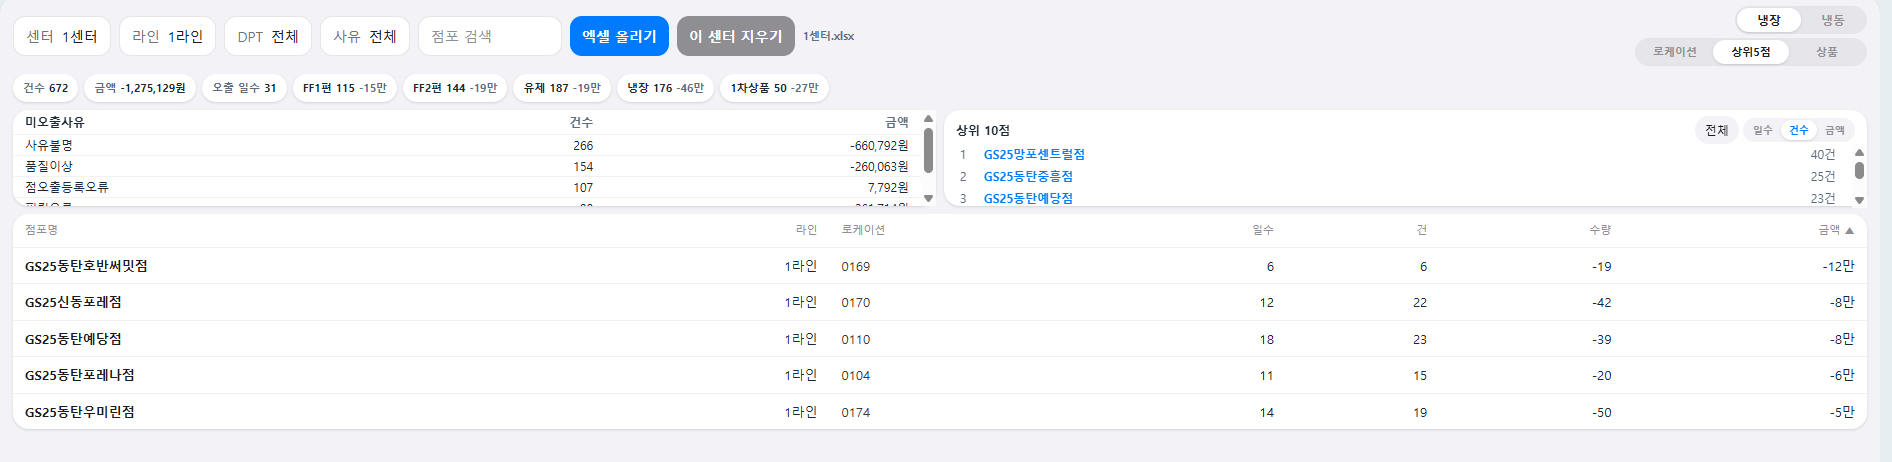 센터 1센터 라인 1라인 DPT 전체 사유 전체 점포 검색 엑셀 올리기 이 센터 지우기 1센터.xlsx
냉장 냉동
로케이션 상위5점 상품
건수 672 금액 -1,275,129원 오출 일수 31 FF1편 115 -15만 FF2편 144 -19만 유제 187 -19만 냉장 176 -46만 1차상품 50 -27만
미오출사유 건수 금액
사유불명 266 -660,792원
품질이상 154 -260,063원
점오출등록오류 107 7,792원
상위 10점 전체 일수 건수 금액
1 GS25망포센트럴점 40건
2 GS25동탄중흥점 25건
3 GS25동탄예당점 23건
점포명 라인 로케이션 일수 건 수량 금액 ▲
GS25동탄호반써밋점 1라인 0169 6 6 -19 -12만
GS25신동포레점 1라인 0170 12 22 -42 -8만
GS25동탄예당점 1라인 0110 18 23 -39 -8만
GS25동탄포레나점 1라인 0104 11 15 -20 -6만
GS25동탄우미린점 1라인 0174 14 19 -50 -5만